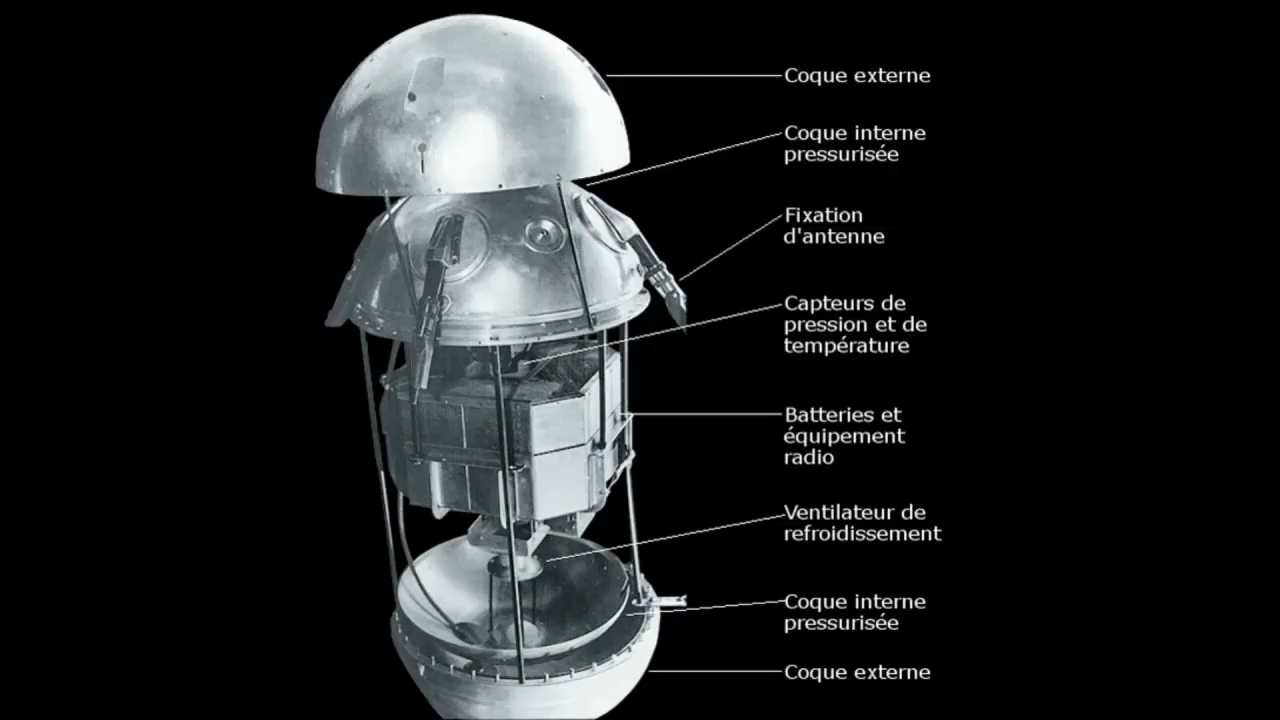 Coque externe
Coque interne
pressurisée
Fixation
d'antenne
Capteurs de
pression et de
température
Batteries et
équipement
radio
Ventilateur de
refroidissement
Coque interne
pressurisée
Coque externe